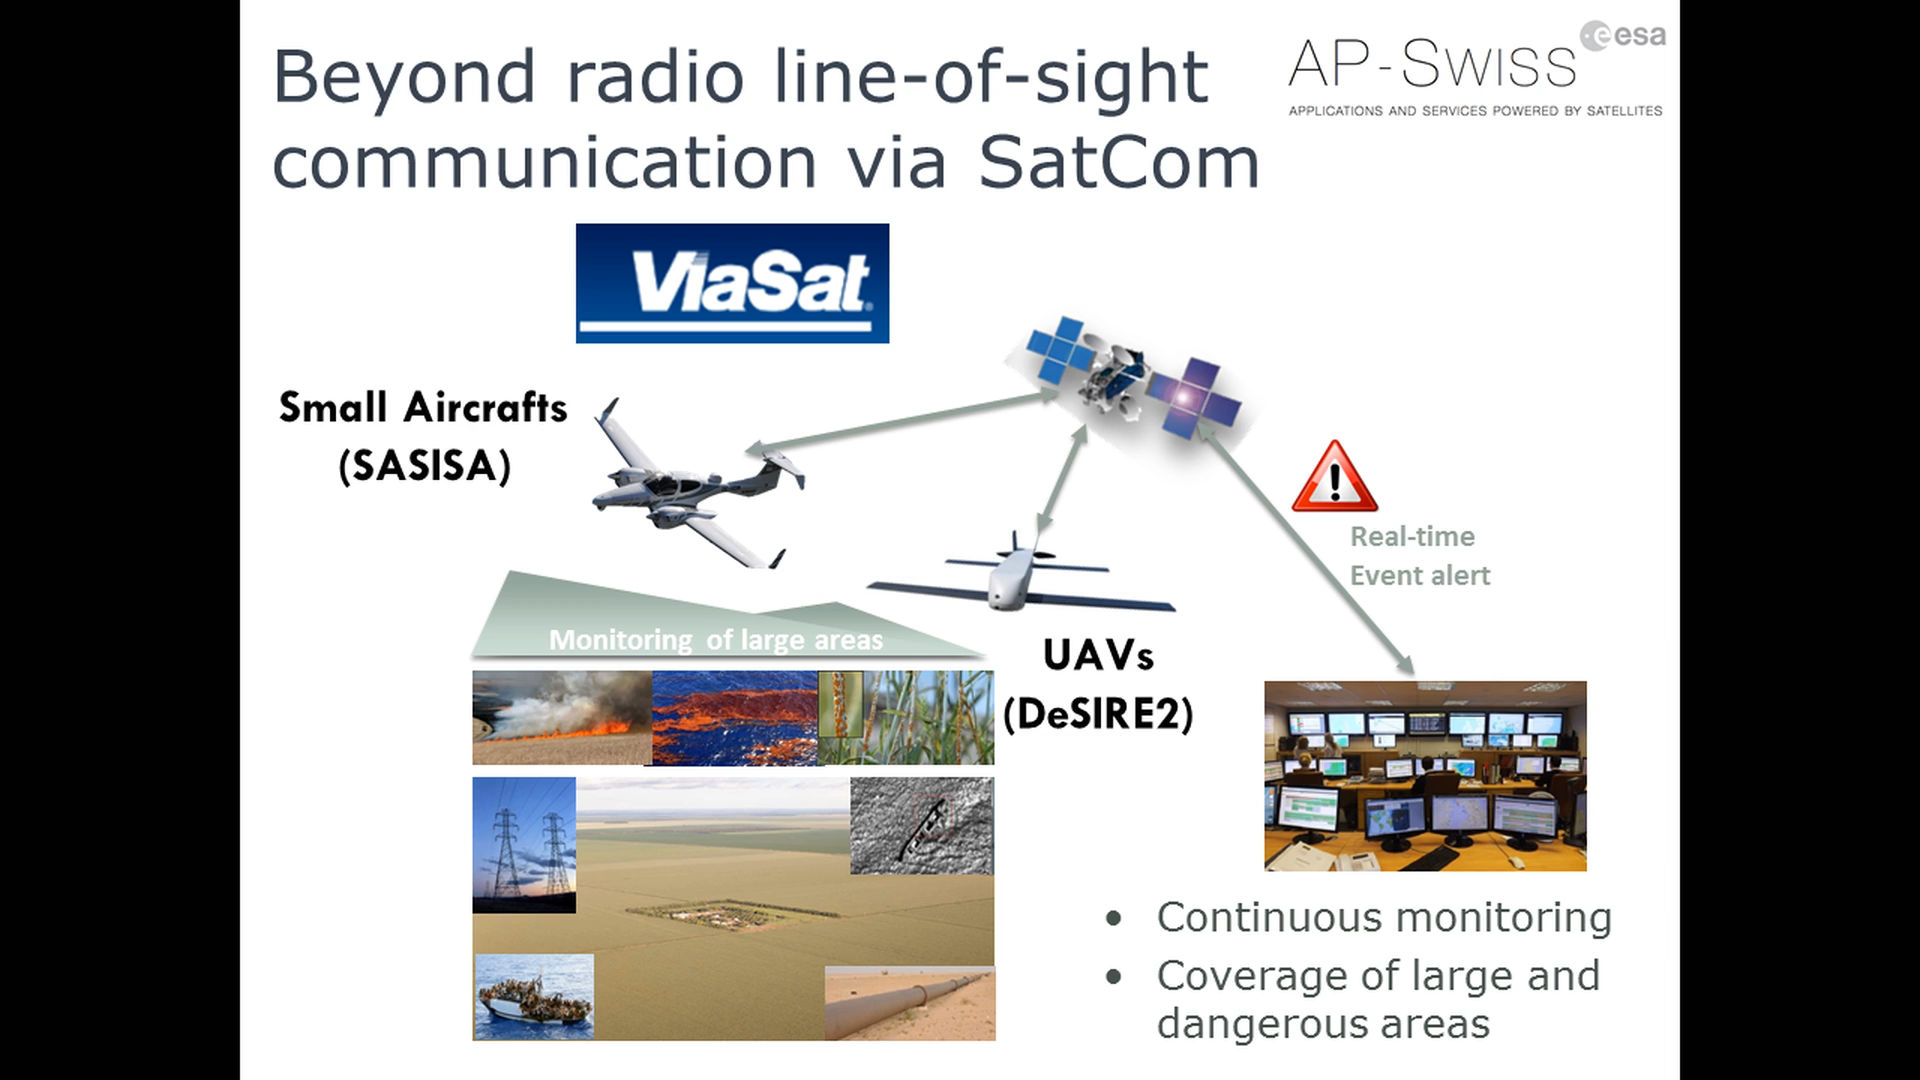 Beyond radio line-of-sight
communication via SatCom
AP-SWISS
esa
APPLICATIONS AND SERVICES POWERED BY SATELLITES
ViaSat
Small Aircrafts
(SASISA)
Real-time
Event alert
Monitoring of large areas
UAVs
(DeSIRE2)
• Continuous monitoring
• Coverage of large and
dangerous areas